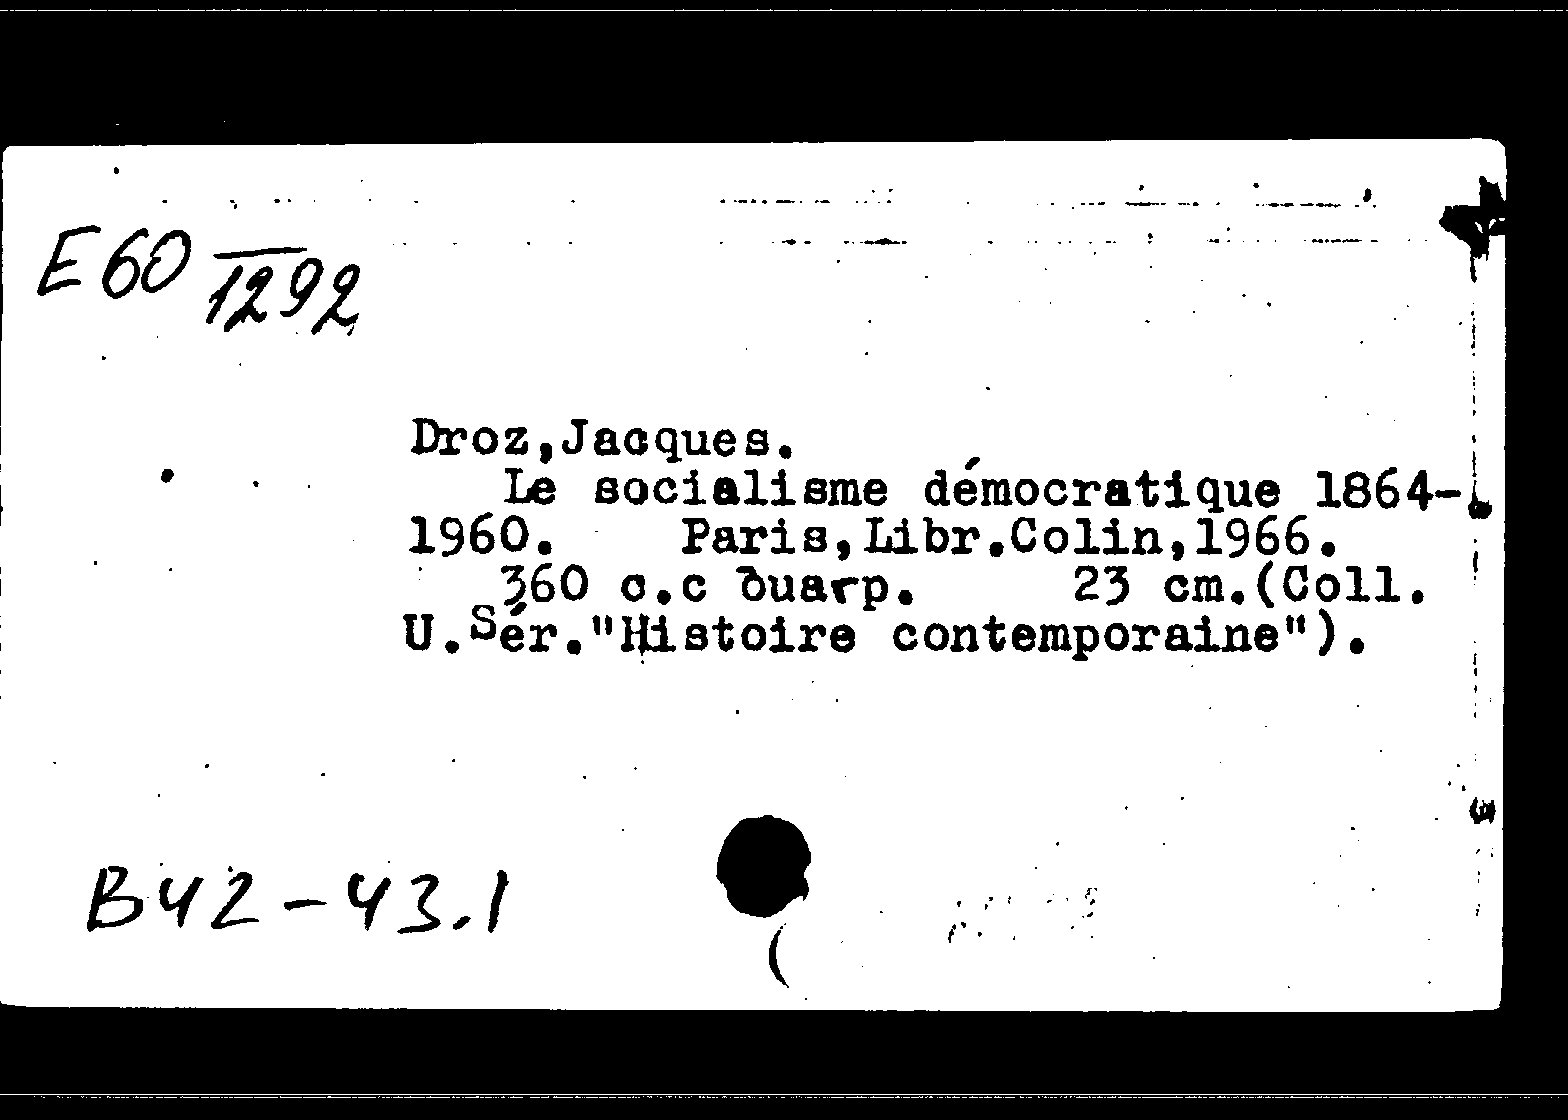 E60 1292
Droz,Jacques.
Le socialisme démocratique 1864-
1960. Paris,Libr.Colin,1966.
360 c.c диагр. 23 cm.(Coll.
U.Sér."Histoire contemporaine").
B42-43.1